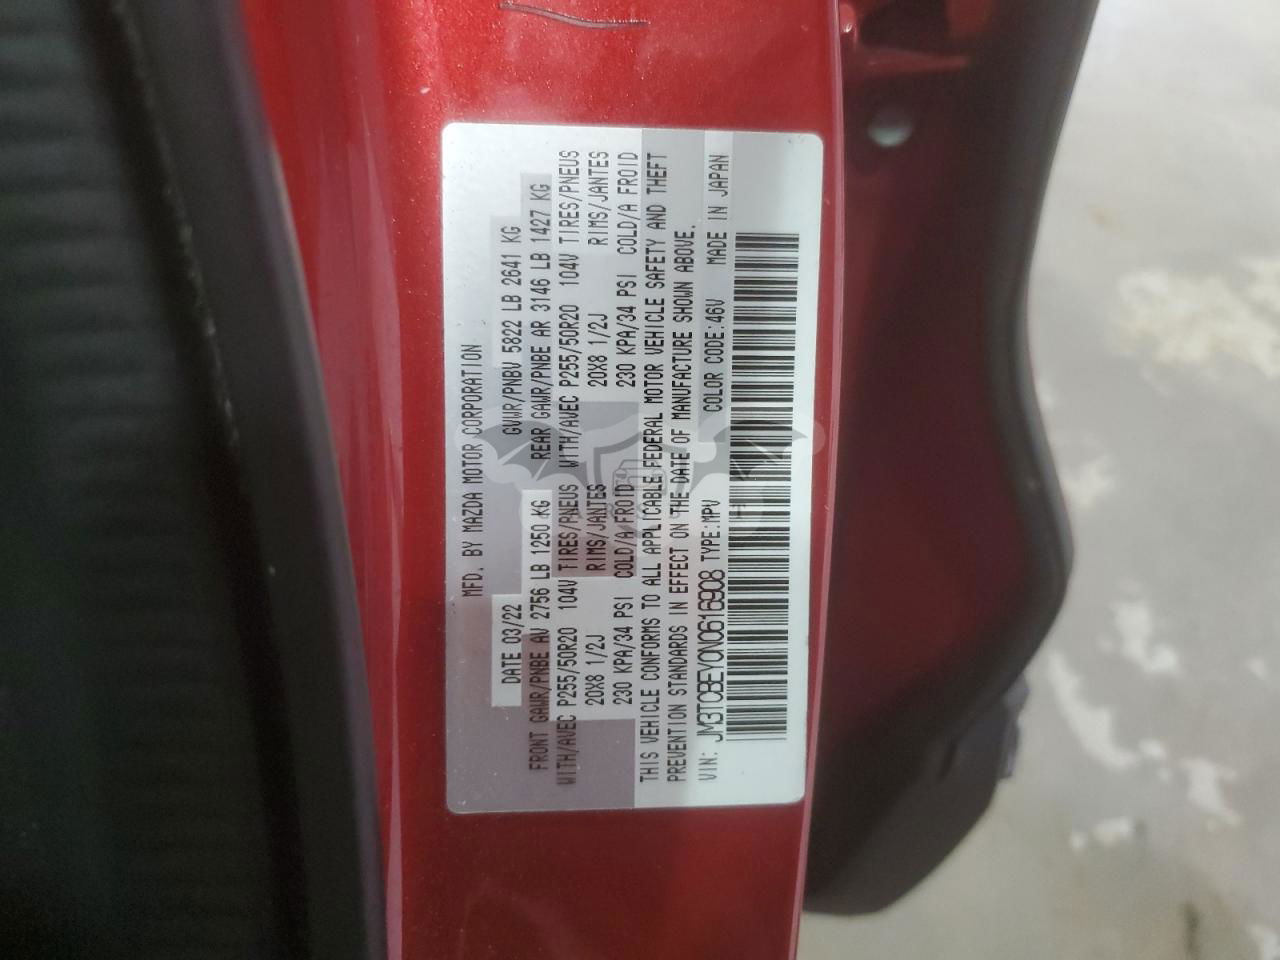 MFD. BY MAZDA MOTOR CORPORATION
DATE 03/22 GVWR/PNBV 5822 LB 2641 KG
FRONT GAWR/PNBE AV 2756 LB 1250 KG REAR GAWR/PNBE AR 3146 LB 1427 KG
WITH/AVEC P255/50R20 104V TIRES/PNEUS WITH/AVEC P255/50R20 104V TIRES/PNEUS
20X8 1/2J RIMS/JANTES 20X8 1/2J RIMS/JANTES
230 KPA/34 PSI COLD/A FROID 230 KPA/34 PSI COLD/A FROID
THIS VEHICLE CONFORMS TO ALL APPLICABLE FEDERAL MOTOR VEHICLE SAFETY AND THEFT
PREVENTION STANDARDS IN EFFECT ON THE DATE OF MANUFACTURE SHOWN ABOVE.
VIN: JM3TCBEY0N0616908 TYPE:MPV COLOR CODE:46V MADE IN JAPAN